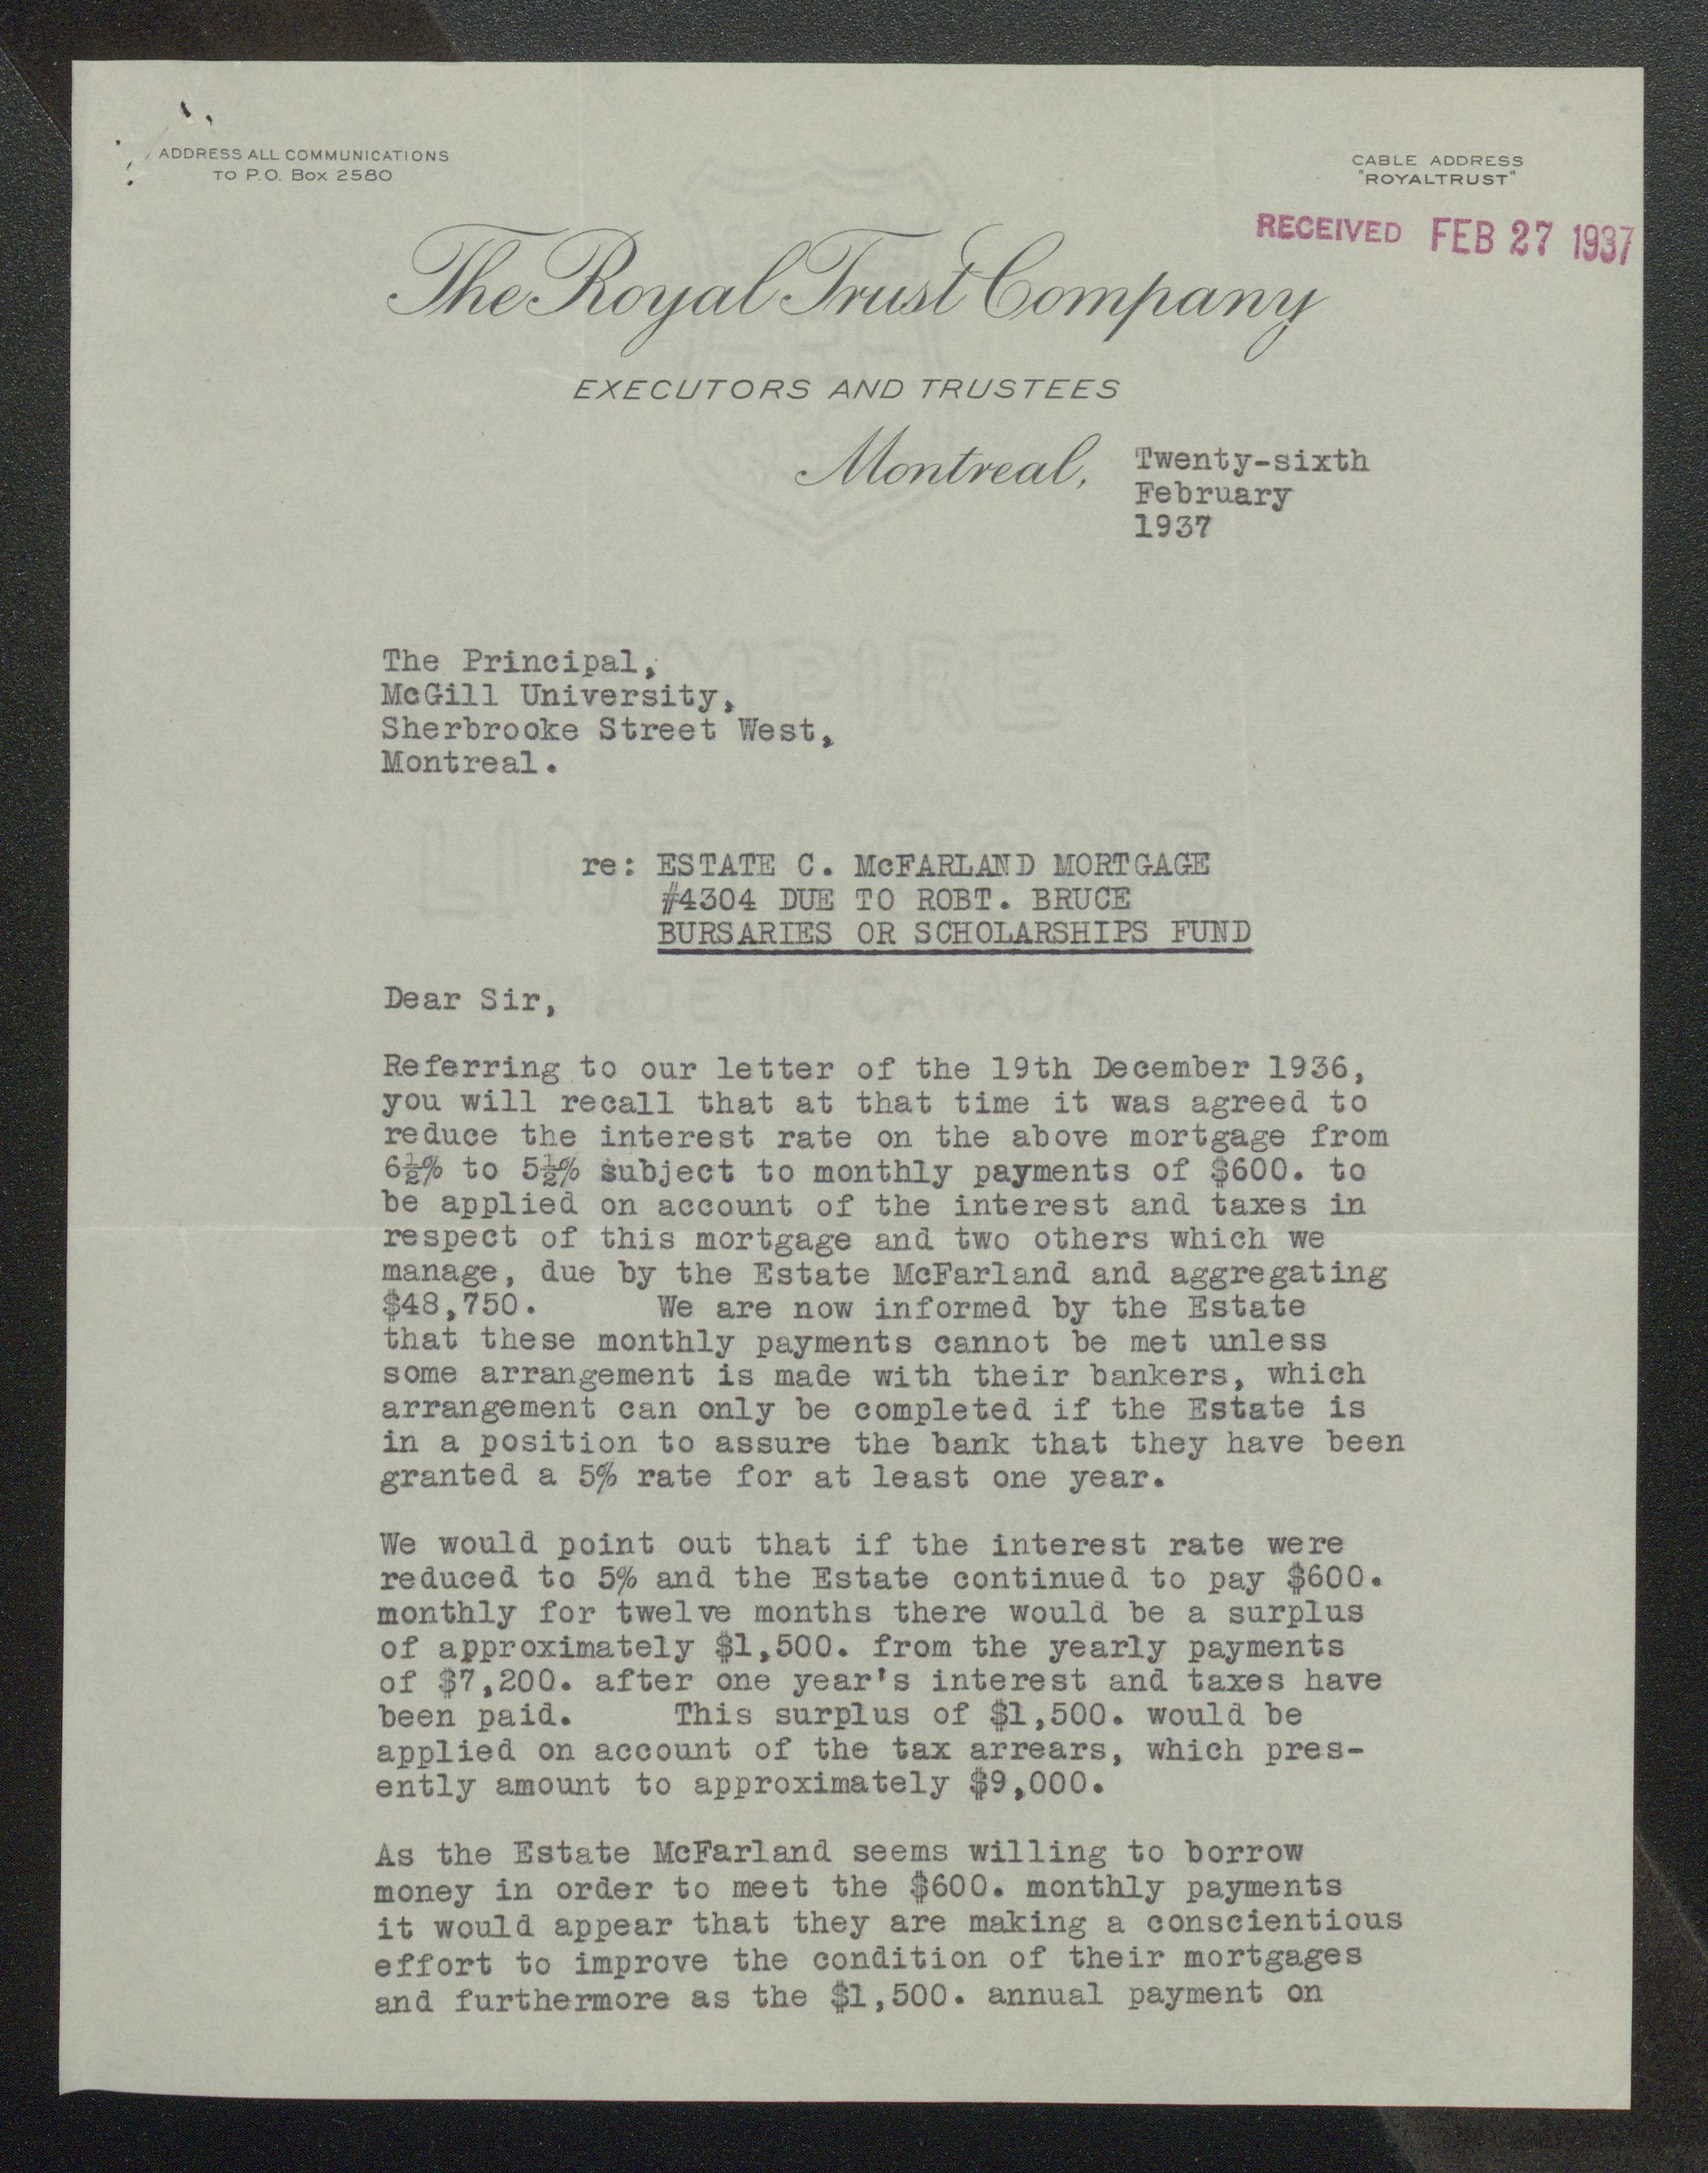 ADDRESS ALL COMMUNICATIONS
TO P.O. Box 2580
CABLE ADDRESS
"ROYALTRUST"
RECEIVED FEB 27 1937
The Royal Trust Company
EXECUTORS AND TRUSTEES
Montreal, Twenty-sixth
February
1937
The Principal,
McGill University,
Sherbrooke Street West,
Montreal.
re: ESTATE C. McFARLAND MORTGAGE
#4304 DUE TO ROBT. BRUCE
BURSARIES OR SCHOLARSHIPS FUND
Dear Sir,
Referring to our letter of the 19th December 1936,
you will recall that at that time it was agreed to
reduce the interest rate on the above mortgage from
6½% to 5½% subject to monthly payments of $600. to
be applied on account of the interest and taxes in
respect of this mortgage and two others which we
manage, due by the Estate McFarland and aggregating
$48,750. We are now informed by the Estate
that these monthly payments cannot be met unless
some arrangement is made with their bankers, which
arrangement can only be completed if the Estate is
in a position to assure the bank that they have been
granted a 5% rate for at least one year.
We would point out that if the interest rate were
reduced to 5% and the Estate continued to pay $600.
monthly for twelve months there would be a surplus
of approximately $1,500. from the yearly payments
of $7,200. after one year's interest and taxes have
been paid. This surplus of $1,500. would be
applied on account of the tax arrears, which pres-
ently amount to approximately $9,000.
As the Estate McFarland seems willing to borrow
money in order to meet the $600. monthly payments
it would appear that they are making a conscientious
effort to improve the condition of their mortgages
and furthermore as the $1,500. annual payment on